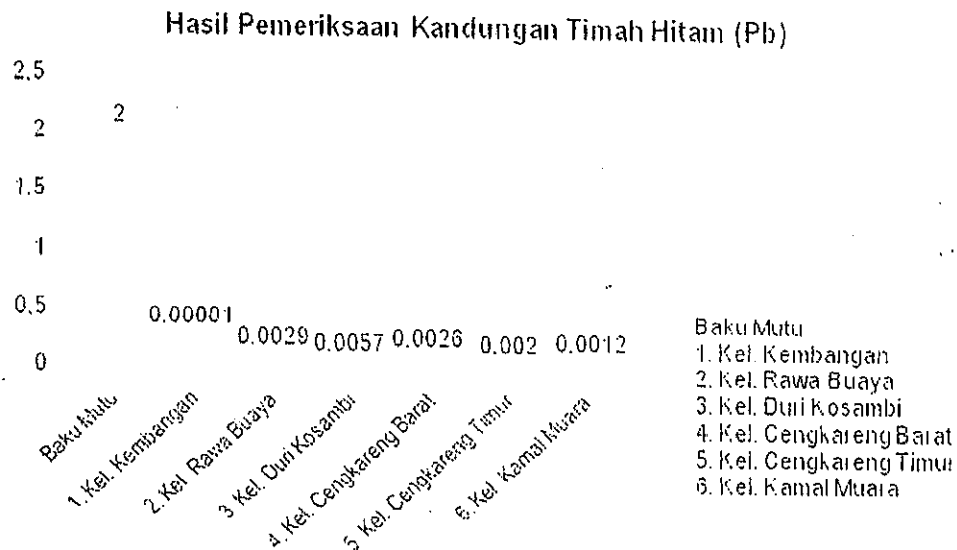 Hasil Pemeriksaan Kandungan Timah Hitam (Pb)
2.5
2
1.5
1
0.5
0
2
0.00001
0.0029
0.0057
0.0026
0.002
0.0012
Baku Mutu
1. Kel. Kembangan
2. Kel. Rawa Buaya
3 Kel. Duri Kosambi
4. Kel. Cengkareng Barat
5 Kel. Cengkareng Timur
6. Kel. Kamal Muara
Baku Mutu
1. Kel. Kembangan
2. Kel. Rawa Buaya
3. Kel. Duri Kosambi
4. Kel. Cengkareng Barat
5. Kel. Cengkareng Timur
6. Kel. Kamal Muara